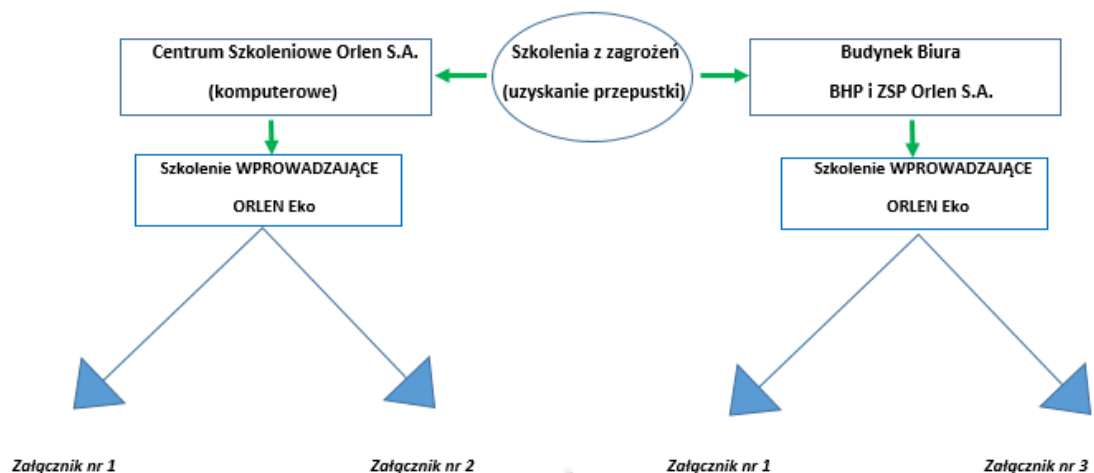 Centrum Szkoleniowe Orlen S.A.
(komputerowe)
Szkolenia z zagrożeń
(uzyskanie przepustki)
Budynek Biura
BHP i ZSP Orlen S.A.
Szkolenie WPROWADZAJĄCE
ORLEN Eko
Szkolenie WPROWADZAJĄCE
ORLEN Eko
Załącznik nr 1
Załącznik nr 2
Załącznik nr 1
Załącznik nr 3